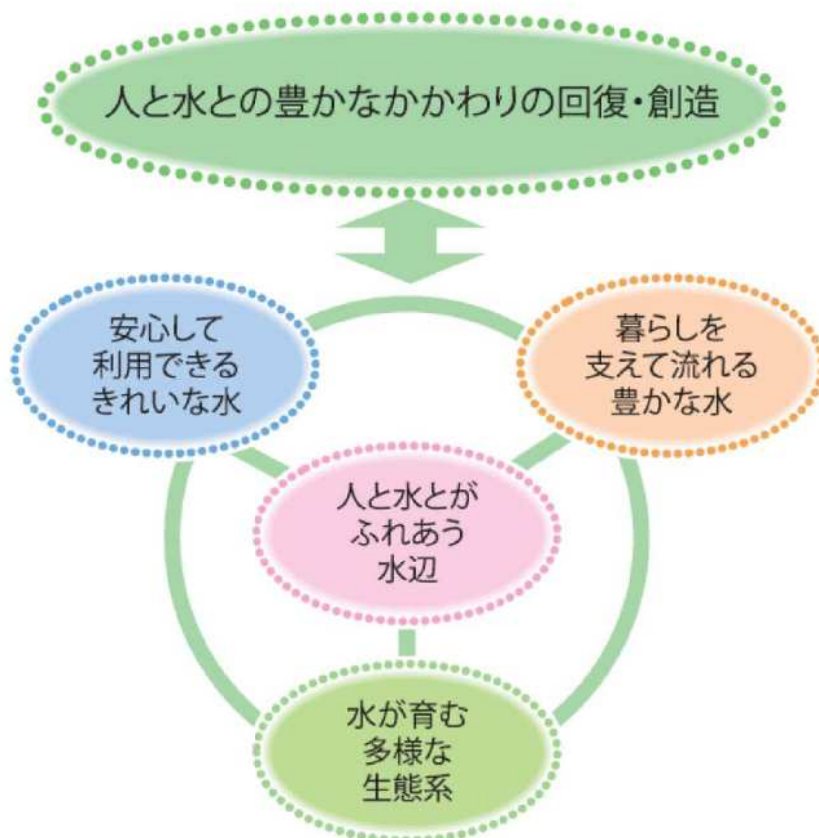 人と水との豊かなかかわりの回復・創造
安心して
利用できる
きれいな水
暮らしを
支えて流れる
豊かな水
人と水とが
ふれあう
水辺
水が育む
多様な
生態系